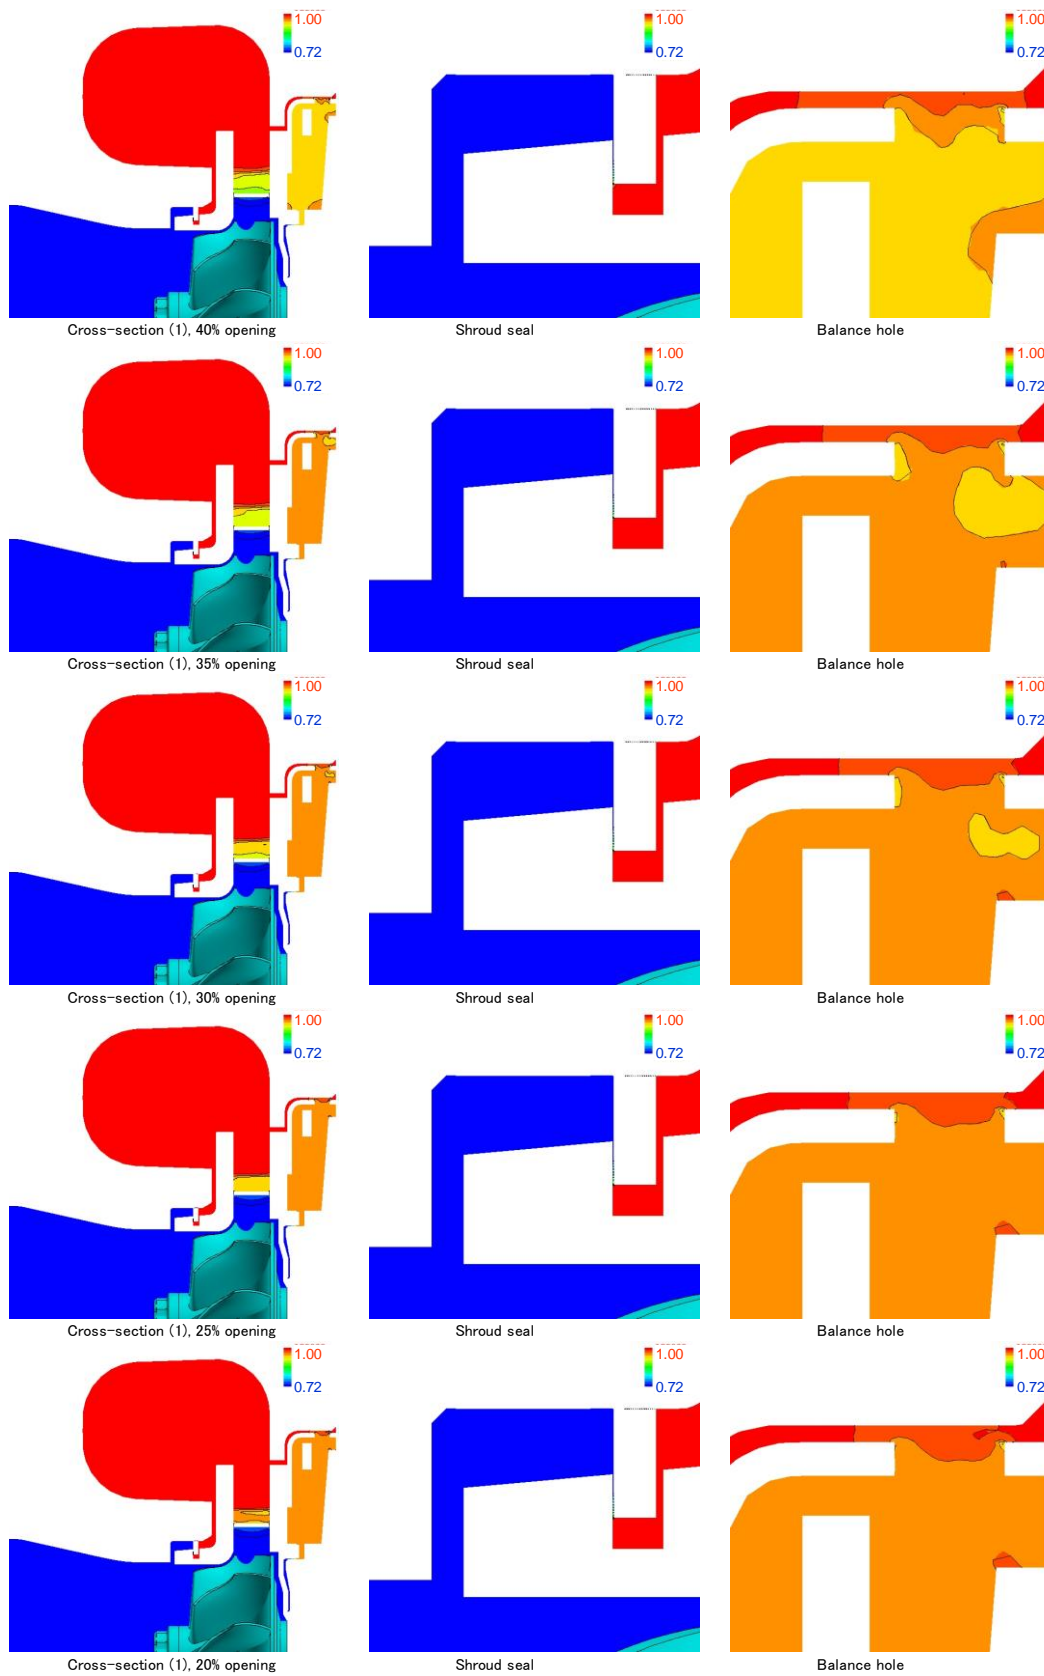 1.00
0.72
1.00
0.72
1.00
0.72
Cross-section (1), 40% opening
Shroud seal
Balance hole
1.00
0.72
1.00
0.72
1.00
0.72
Cross-section (1), 35% opening
Shroud seal
Balance hole
1.00
0.72
1.00
0.72
1.00
0.72
Cross-section (1), 30% opening
Shroud seal
Balance hole
1.00
0.72
1.00
0.72
1.00
0.72
Cross-section (1), 25% opening
Shroud seal
Balance hole
1.00
0.72
1.00
0.72
1.00
0.72
Cross-section (1), 20% opening
Shroud seal
Balance hole